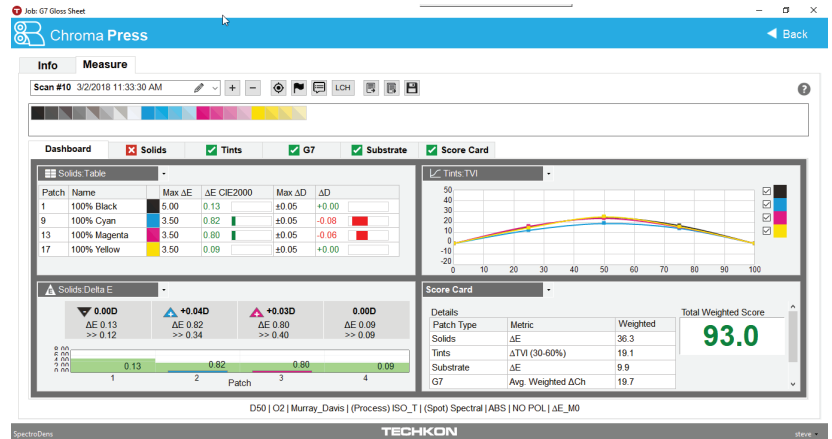 Job: G7 Gloss Sheet
Chroma Press
Back
Info Measure
Scan #10 3/2/2018 11:33:30 AM + − LCH
?
Dashboard Solids Tints G7 Substrate Score Card
Solids:Table
Patch Name Max ΔE ΔE CIE2000 Max ΔD ΔD
1 100% Black 5.00 0.13 ±0.05 +0.00
9 100% Cyan 3.50 0.82 ±0.05 -0.08
13 100% Magenta 3.50 0.80 ±0.05 -0.06
17 100% Yellow 3.50 0.09 ±0.05 +0.00
Tints:TVI
50
40
30
20
10
0
-10
-20
0 10 20 30 40 50 60 70 80 90 100
Solids:Delta E
0.00D +0.04D +0.03D 0.00D
ΔE 0.13 ΔE 0.82 ΔE 0.80 ΔE 0.09
>> 0.12 >> 0.34 >> 0.40 >> 0.09
8.00
6.00
4.00
2.00
0.00
0.13 0.82 0.80 0.09
1 2 3 4
Patch
Score Card
Details
Patch Type Metric Weighted
Solids ΔE 36.3
Tints ΔTVI (30-60%) 19.1
Substrate ΔE 9.9
G7 Avg. Weighted ΔCh 19.7
Total Weighted Score
93.0
D50 | O2 | Murray_Davis | (Process) ISO_T | (Spot) Spectral | ABS | NO POL | ΔE_M0
SpectroDens TECHKON steve